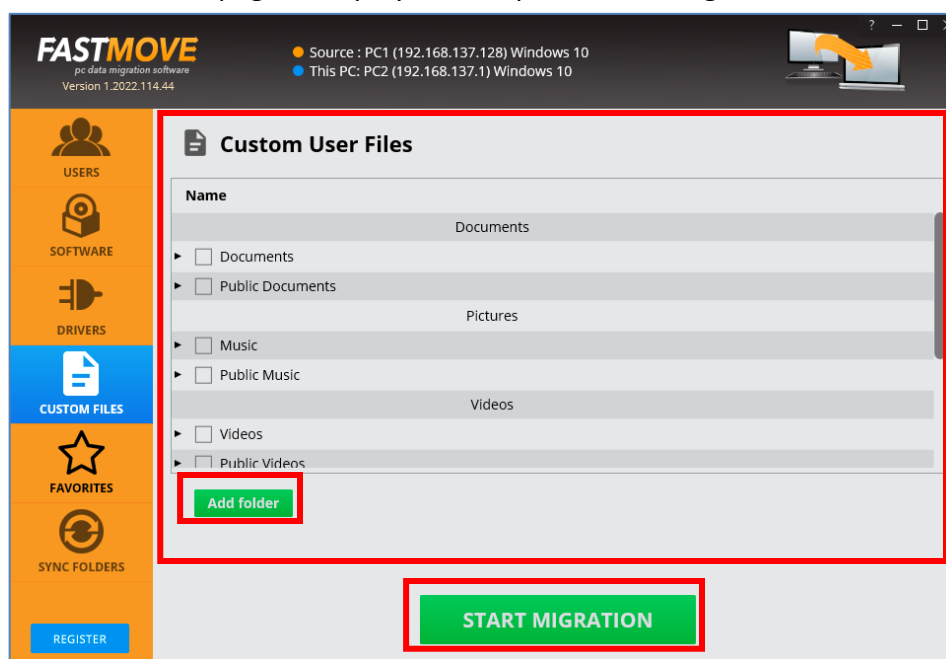 FASTMOVE
pc data migration software
Version 1.2022.114.44
Source : PC1 (192.168.137.128) Windows 10
This PC: PC2 (192.168.137.1) Windows 10
?
USERS
SOFTWARE
DRIVERS
CUSTOM FILES
FAVORITES
SYNC FOLDERS
REGISTER
Custom User Files
Name
Documents
Documents
Public Documents
Pictures
Music
Public Music
Videos
Videos
Public Videos
Add folder
START MIGRATION